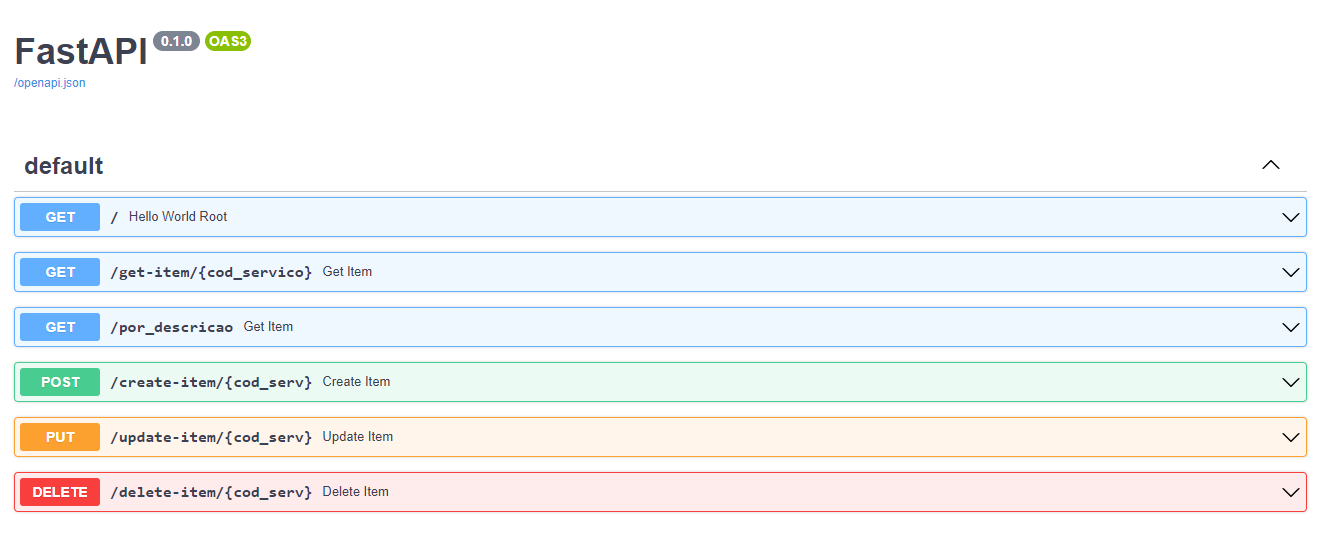 FastAPI 0.1.0 OAS3
/openapi.json
default
GET / Hello World Root
GET /get-item/{cod_servico} Get Item
GET /por_descricao Get Item
POST /create-item/{cod_serv} Create Item
PUT /update-item/{cod_serv} Update Item
DELETE /delete-item/{cod_serv} Delete Item